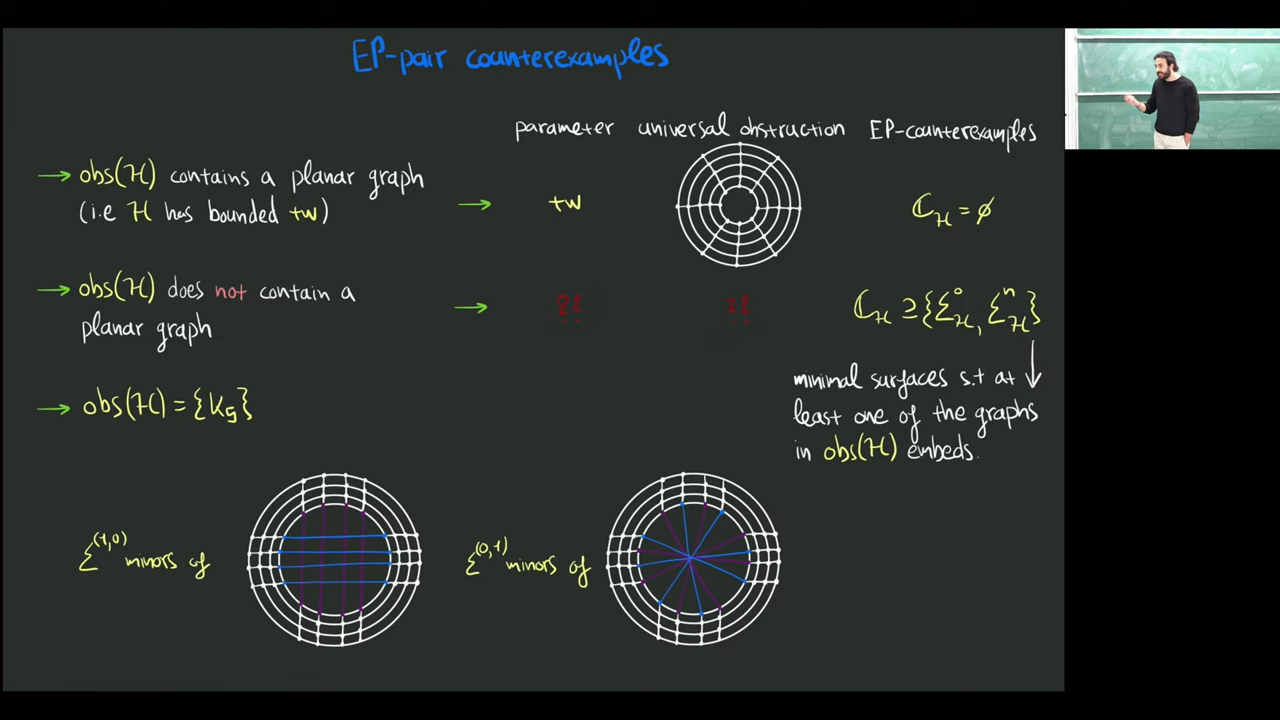 EP-pair counterexamples
parameter universal obstruction EP-counterexamples
→ obs(ℋ) contains a planar graph
(i.e ℋ has bounded tw)
→ tw
ℂ_ℋ = ∅
→ obs(ℋ) does not contain a
planar graph
→ ?! ?!
ℂ_ℋ ⊇ {Σ^o_ℋ, Σ^n_ℋ}
minimal surfaces s.t at
least one of the graphs
in obs(ℋ) embeds.
→ obs(ℋ) = {K₅}
Σ^(1,0) minors of
Σ^(0,1) minors of